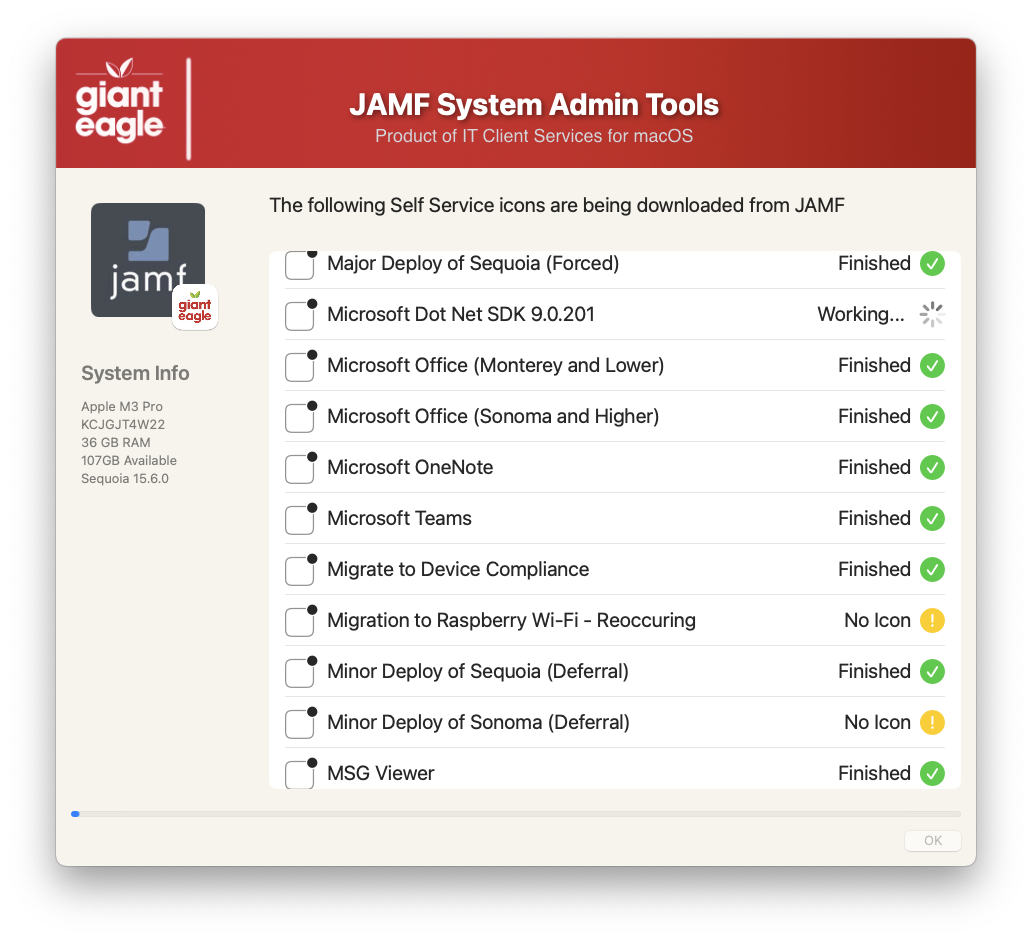 giant
eagle
JAMF System Admin Tools
Product of IT Client Services for macOS
jamf
giant
eagle
System Info
Apple M3 Pro
KCJGJT4W22
36 GB RAM
107GB Available
Sequoia 15.6.0
The following Self Service icons are being downloaded from JAMF
Major Deploy of Sequoia (Forced) Finished
Microsoft Dot Net SDK 9.0.201 Working...
Microsoft Office (Monterey and Lower) Finished
Microsoft Office (Sonoma and Higher) Finished
Microsoft OneNote Finished
Microsoft Teams Finished
Migrate to Device Compliance Finished
Migration to Raspberry Wi-Fi - Reoccuring No Icon
Minor Deploy of Sequoia (Deferral) Finished
Minor Deploy of Sonoma (Deferral) No Icon
MSG Viewer Finished
OK